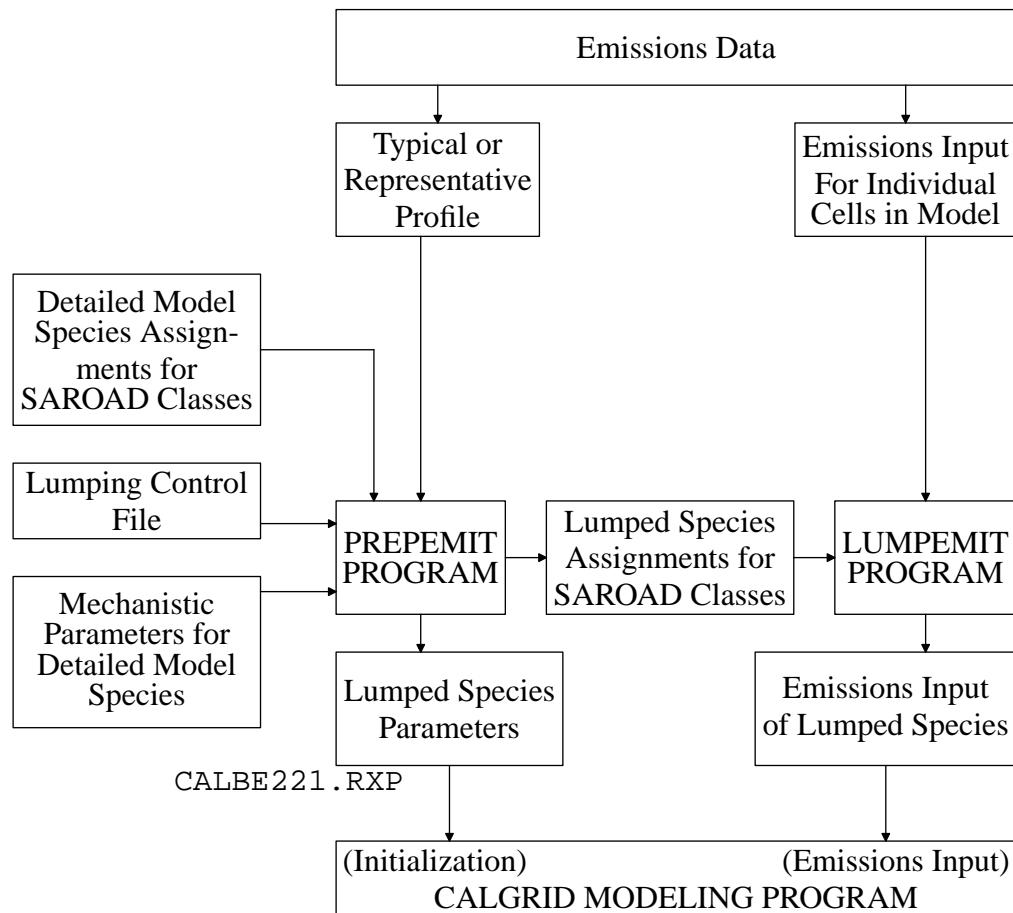 Emissions Data
Typical or
Representative
Profile
Emissions Input
For Individual
Cells in Model
Detailed Model
Species Assign-
ments for
SAROAD Classes
Lumping Control
File
Mechanistic
Parameters for
Detailed Model
Species
PREPEMIT
PROGRAM
Lumped Species
Assignments for
SAROAD Classes
LUMPEMIT
PROGRAM
Lumped Species
Parameters
Emissions Input
of Lumped Species
CALBE221.RXP
(Initialization)
(Emissions Input)
CALGRID MODELING PROGRAM